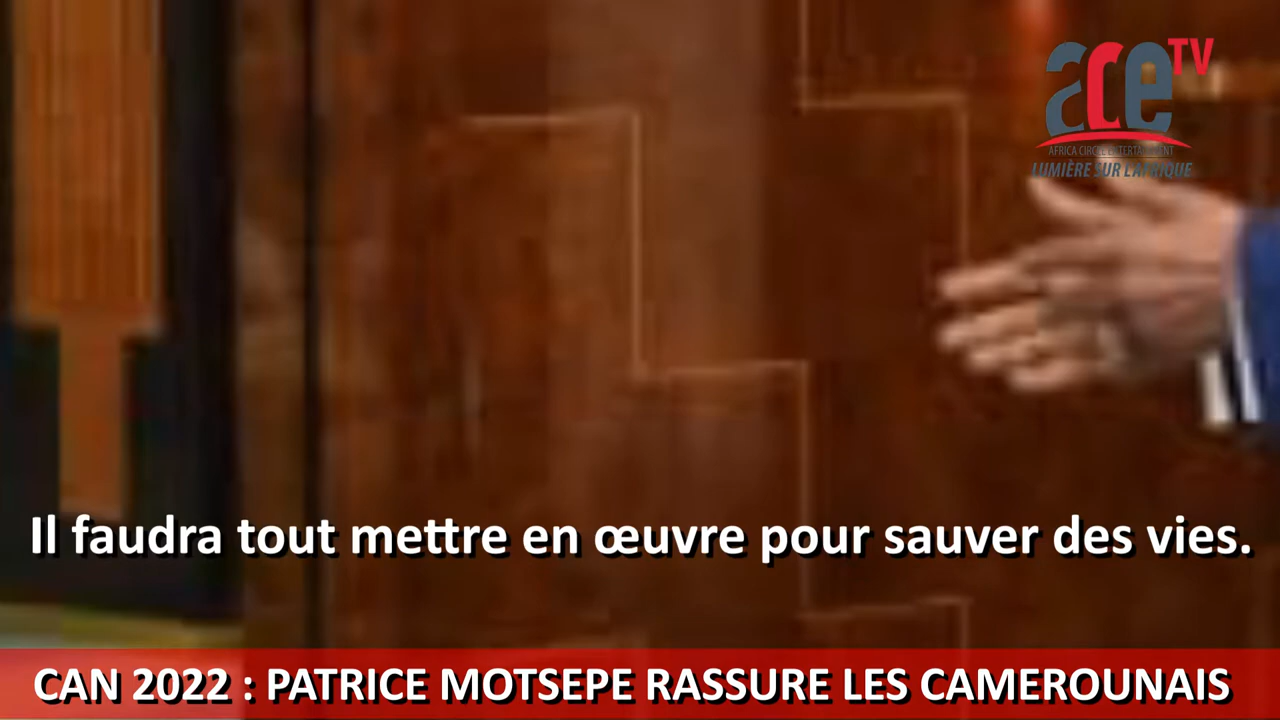 ace TV
AFRICA CIRCLE ENTERTAINMENT
LUMIÈRE SUR L'AFRIQUE
Il faudra tout mettre en œuvre pour sauver des vies.
CAN 2022 : PATRICE MOTSEPE RASSURE LES CAMEROUNAIS